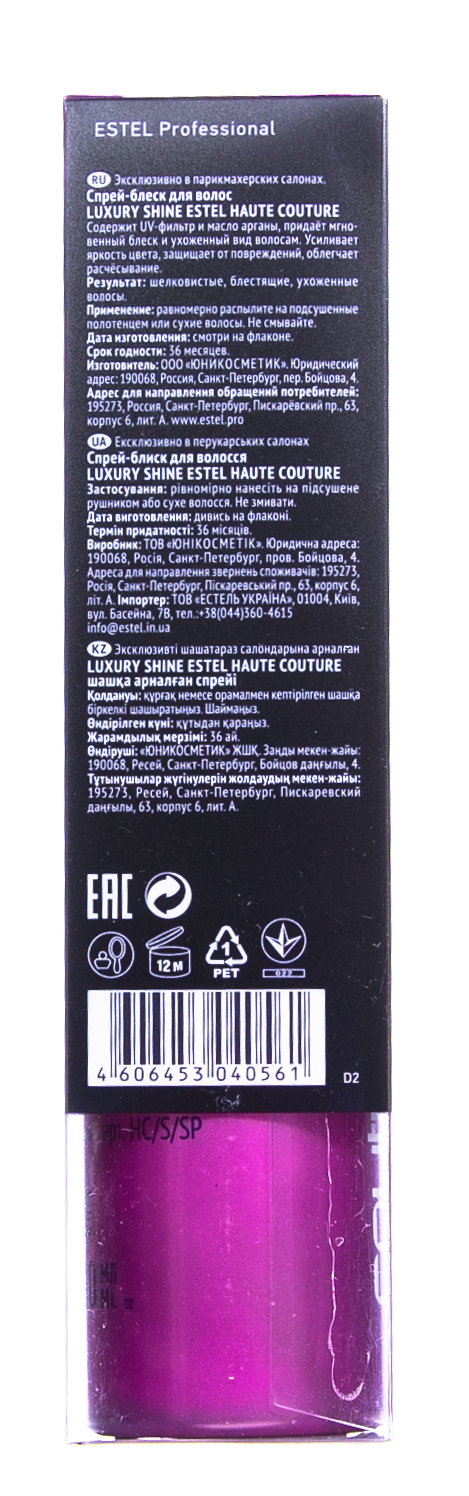 ESTEL Professional
RU Эксклюзивно в парикмахерских салонах.
Спрей-блеск для волос
LUXURY SHINE ESTEL HAUTE COUTURE
Содержит UV-фильтр и масло арганы, придаёт мгно-
венный блеск и ухоженный вид волосам. Усиливает
яркость цвета, защищает от повреждений, облегчает
расчёсывание.
Результат: шелковистые, блестящие, ухоженные
волосы.
Применение: равномерно распылите на подсушенные
полотенцем или сухие волосы. Не смывайте.
Дата изготовления: смотри на флаконе.
Срок годности: 36 месяцев.
Изготовитель: ООО «ЮНИКОСМЕТИК». Юридический
адрес: 190068, Россия, Санкт-Петербург, пер. Бойцова, 4.
Адрес для направления обращений потребителей:
195273, Россия, Санкт-Петербург, Пискарёвский пр., 63,
корпус 6, лит. А. www.estel.pro
UA Ексклюзивно в перукарських салонах
Спрей-блиск для волосся
LUXURY SHINE ESTEL HAUTE COUTURE
Застосування: рівномірно нанесіть на підсушене
рушником або сухе волосся. Не змивати.
Дата виготовлення: дивись на флаконі.
Термін придатності: 36 місяців.
Виробник: ТОВ «ЮНІКОСМЕТІК». Юридична адреса:
190068, Росія, Санкт-Петербург, пров. Бойцова, 4.
Адреса для направлення звернень споживачів: 195273,
Росія, Санкт-Петербург, Піскаревський пр., 63, корпус 6,
літ. А. Імпортер: ТОВ «ЕСТЕЛЬ УКРАЇНА», 01004, Київ,
вул. Басейна, 7В, тел.:+38(044)360-4615
info@estel.in.ua
KZ Эксклюзивті шашатараз салондарына арналған
LUXURY SHINE ESTEL HAUTE COUTURE
шашқа арналған спрейі
Қолдануы: құрғақ немесе орамалмен кептірілген шашқа
біркелкі шашыратыңыз. Шаймаңыз.
Өндірілген күні: құтыдан қараңыз.
Жарамдылық мерзімі: 36 ай.
Өндіруші: «ЮНИКОСМЕТИК» ЖШҚ. Заңды мекен-жайы:
190068, Ресей, Санкт-Петербург, Бойцов даңғылы, 4.
Тұтынушылар жүгінулерін жолдаудың мекен-жайы:
195273, Ресей, Санкт-Петербург, Пискаревский
даңғылы, 63, корпус 6, лит. А.
EAC
12 М
1
PET
022
4 606453 040561
D2
арт. HC/S/SP
МЛ
ML